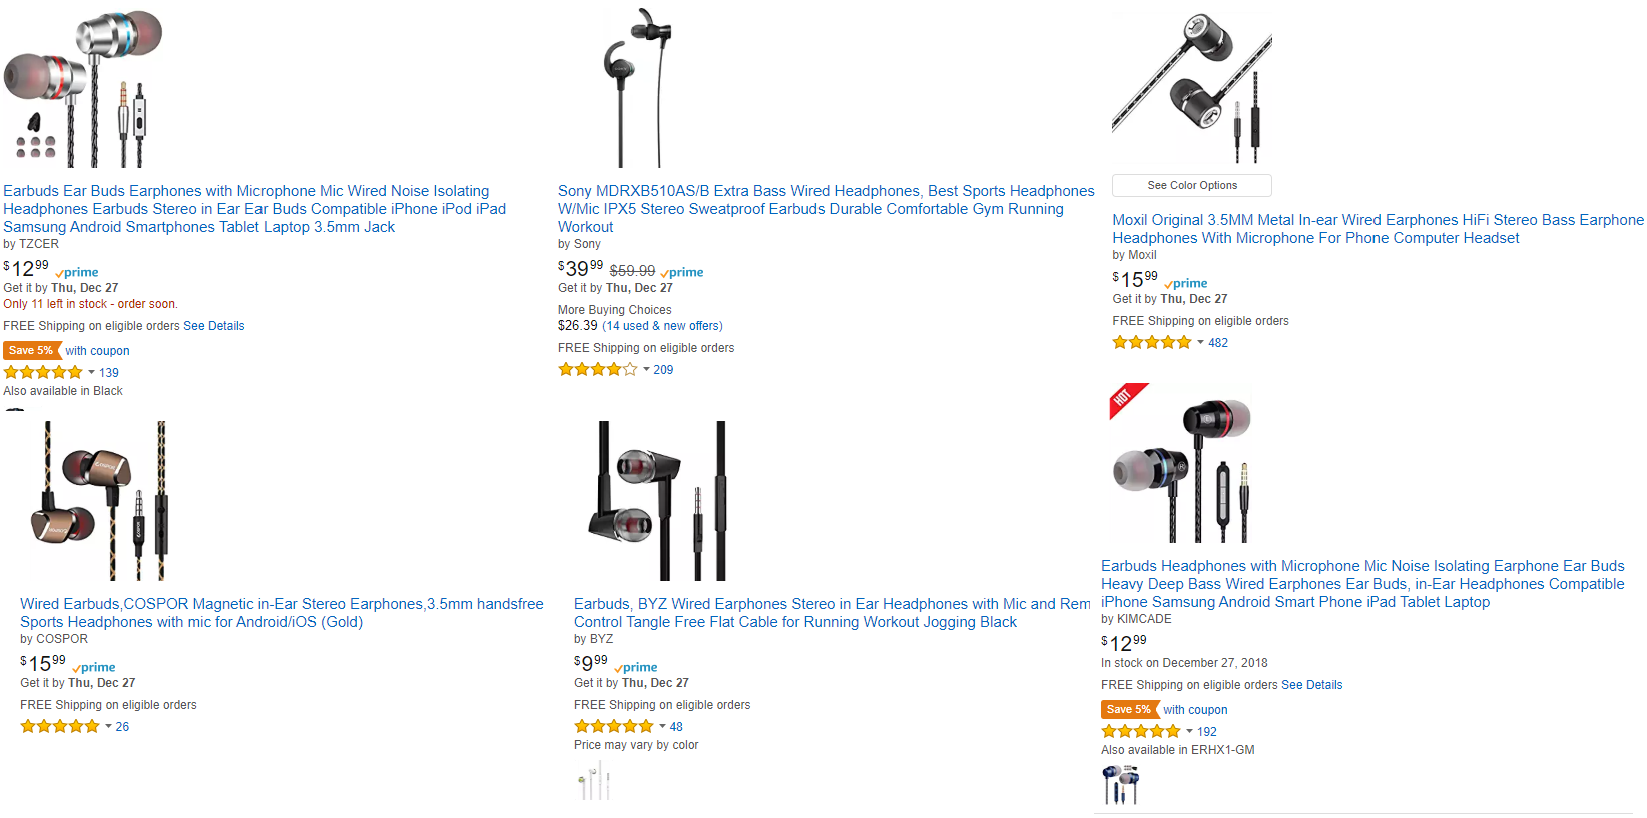 Earbuds Ear Buds Earphones with Microphone Mic Wired Noise Isolating
Headphones Earbuds Stereo in Ear Ear Buds Compatible iPhone iPod iPad
Samsung Android Smartphones Tablet Laptop 3.5mm Jack
by TZCER
$12.99 prime
Get it by Thu, Dec 27
Only 11 left in stock - order soon.
FREE Shipping on eligible orders See Details
Save 5% with coupon
139
Also available in Black
Sony MDRXB510AS/B Extra Bass Wired Headphones, Best Sports Headphones
W/Mic IPX5 Stereo Sweatproof Earbuds Durable Comfortable Gym Running
Workout
by Sony
$39.99 $59.99 prime
Get it by Thu, Dec 27
More Buying Choices
$26.39 (14 used & new offers)
FREE Shipping on eligible orders
209
See Color Options
Moxil Original 3.5MM Metal In-ear Wired Earphones HiFi Stereo Bass Earphone
Headphones With Microphone For Phone Computer Headset
by Moxil
$15.99 prime
Get it by Thu, Dec 27
FREE Shipping on eligible orders
482
COSPOR
Wired Earbuds,COSPOR Magnetic in-Ear Stereo Earphones,3.5mm handsfree
Sports Headphones with mic for Android/iOS (Gold)
by COSPOR
$15.99 prime
Get it by Thu, Dec 27
FREE Shipping on eligible orders
26
Earbuds, BYZ Wired Earphones Stereo in Ear Headphones with Mic and Rem
Control Tangle Free Flat Cable for Running Workout Jogging Black
by BYZ
$9.99 prime
Get it by Thu, Dec 27
FREE Shipping on eligible orders
48
Price may vary by color
HOT
Earbuds Headphones with Microphone Mic Noise Isolating Earphone Ear Buds
Heavy Deep Bass Wired Earphones Ear Buds, in-Ear Headphones Compatible
iPhone Samsung Android Smart Phone iPad Tablet Laptop
by KIMCADE
$12.99
In stock on December 27, 2018
FREE Shipping on eligible orders See Details
Save 5% with coupon
192
Also available in ERHX1-GM